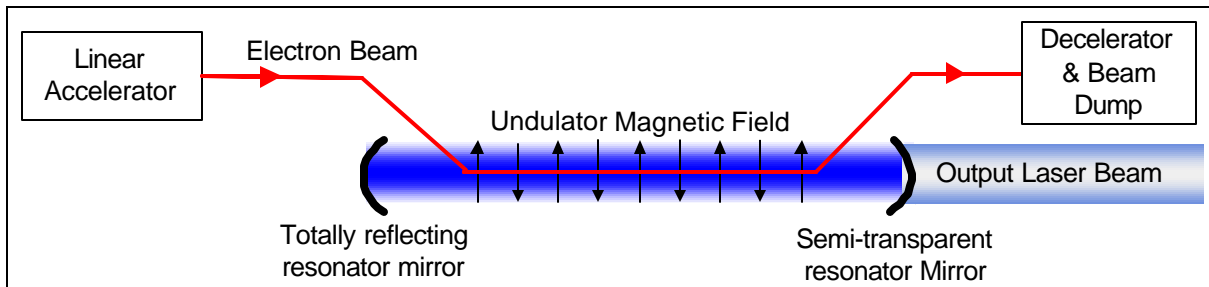 Linear
Accelerator
Electron Beam
Decelerator
& Beam
Dump
Undulator Magnetic Field
Output Laser Beam
Totally reflecting
resonator mirror
Semi-transparent
resonator Mirror